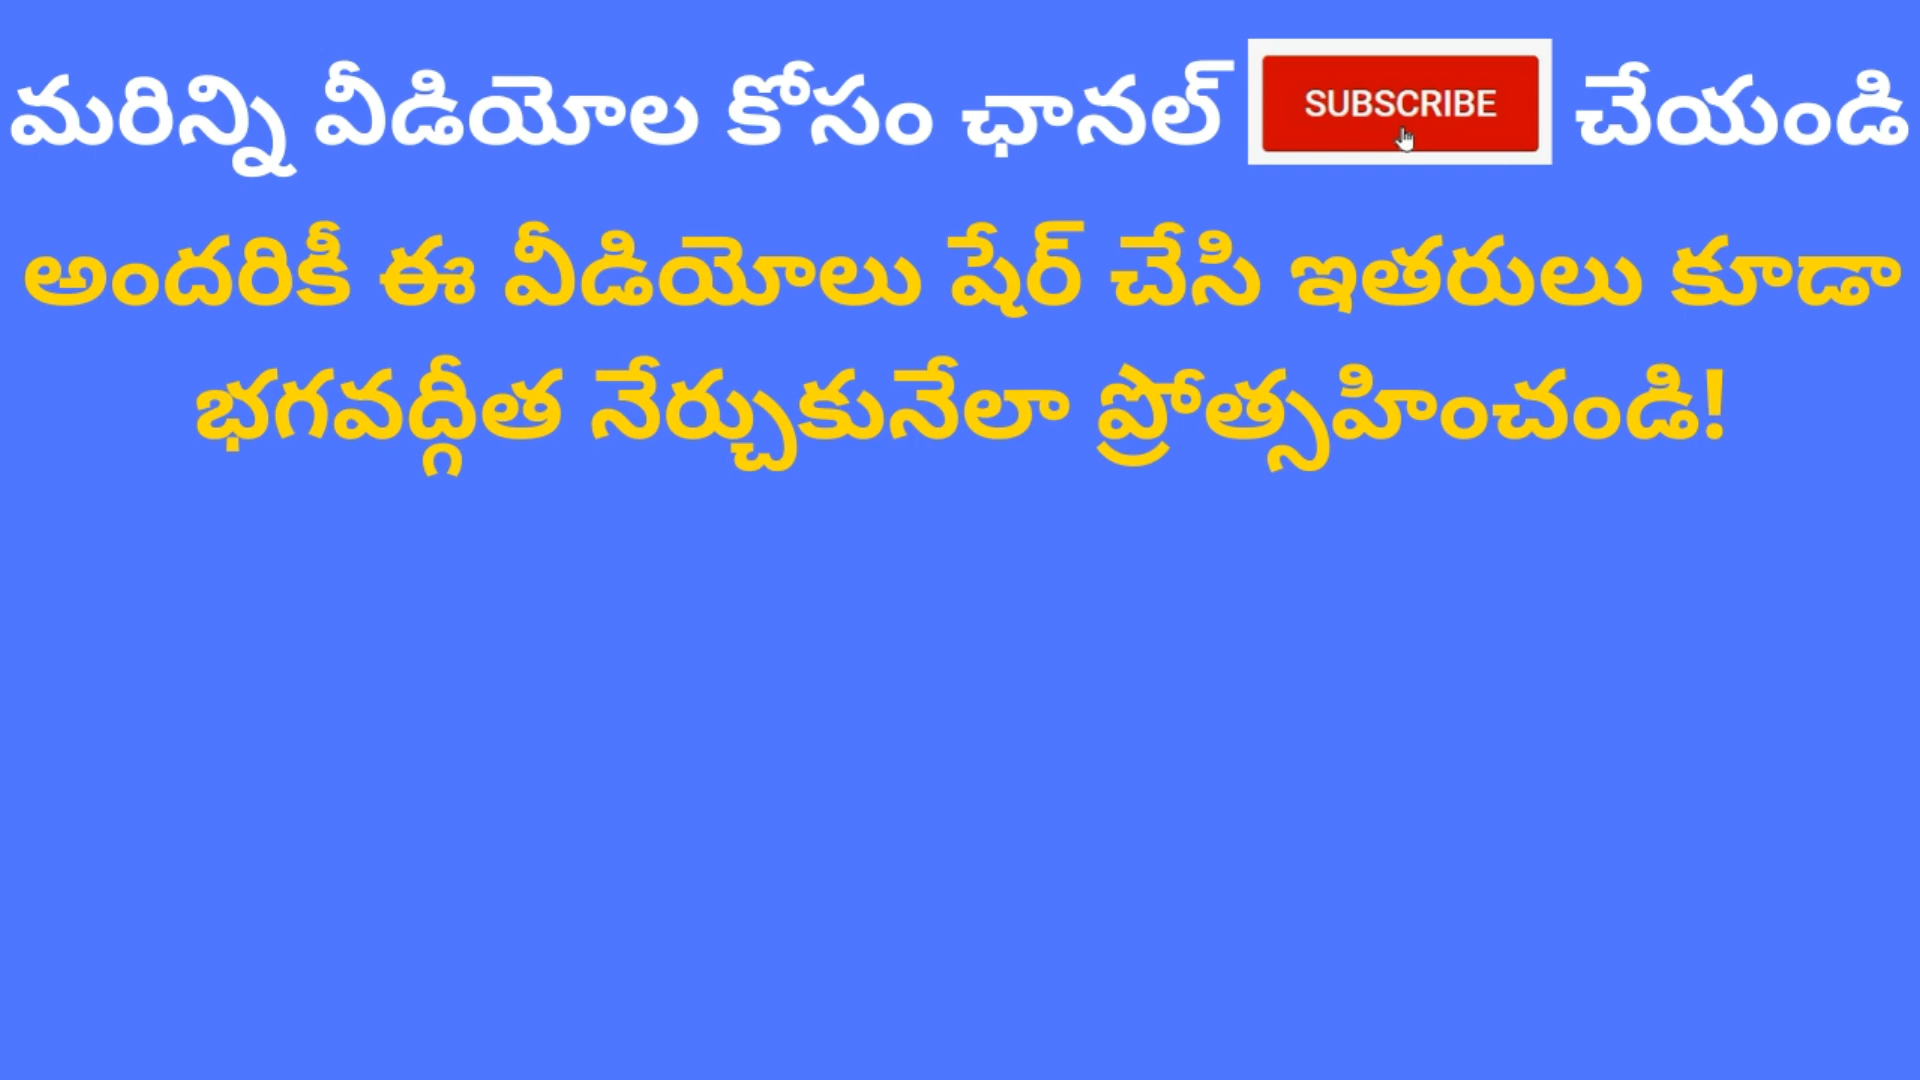 మరిన్ని వీడియోల కోసం ఛానల్ SUBSCRIBE చేయండి
అందరికీ ఈ వీడియోలు షేర్ చేసి ఇతరులు కూడా
భగవద్గీత నేర్చుకునేలా ప్రోత్సహించండి!